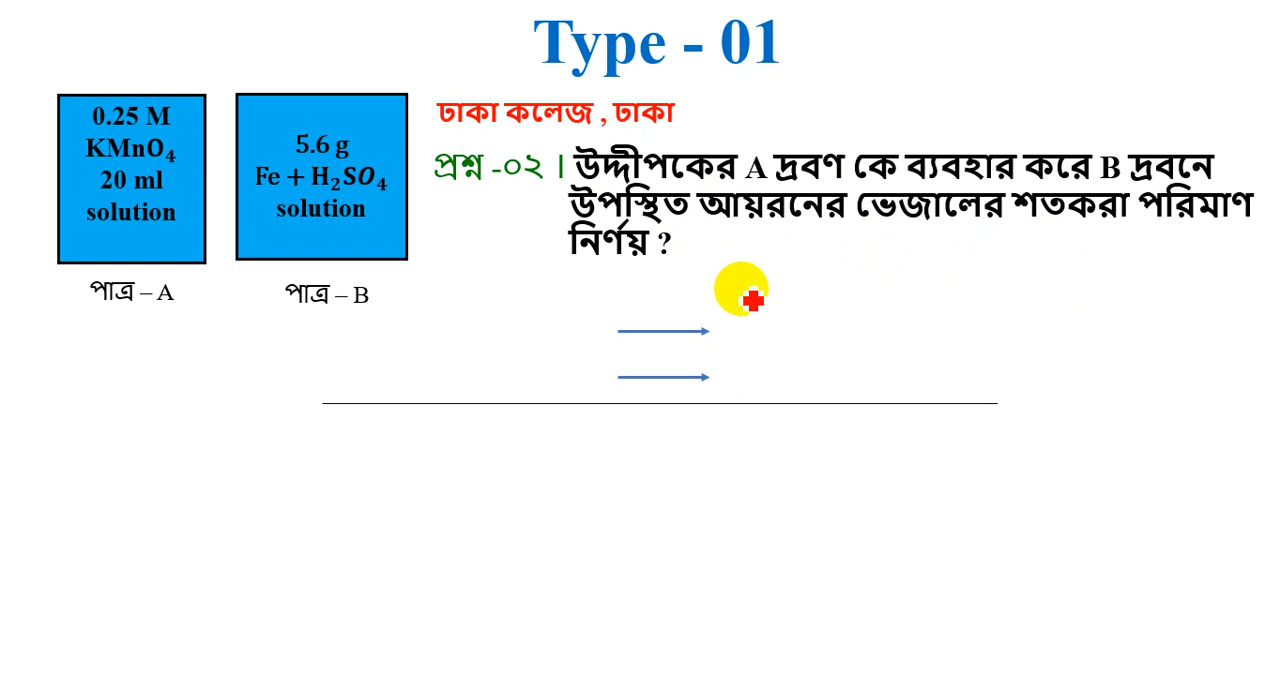 Type - 01
0.25 M
KMnO₄
20 ml
solution
পাত্র – A
5.6 g
Fe + H₂SO₄
solution
পাত্র – B
ঢাকা কলেজ , ঢাকা
প্রশ্ন -০২ । উদ্দীপকের A দ্রবণ কে ব্যবহার করে B দ্রবনে
উপস্থিত আয়রনের ভেজালের শতকরা পরিমাণ
নির্ণয় ?